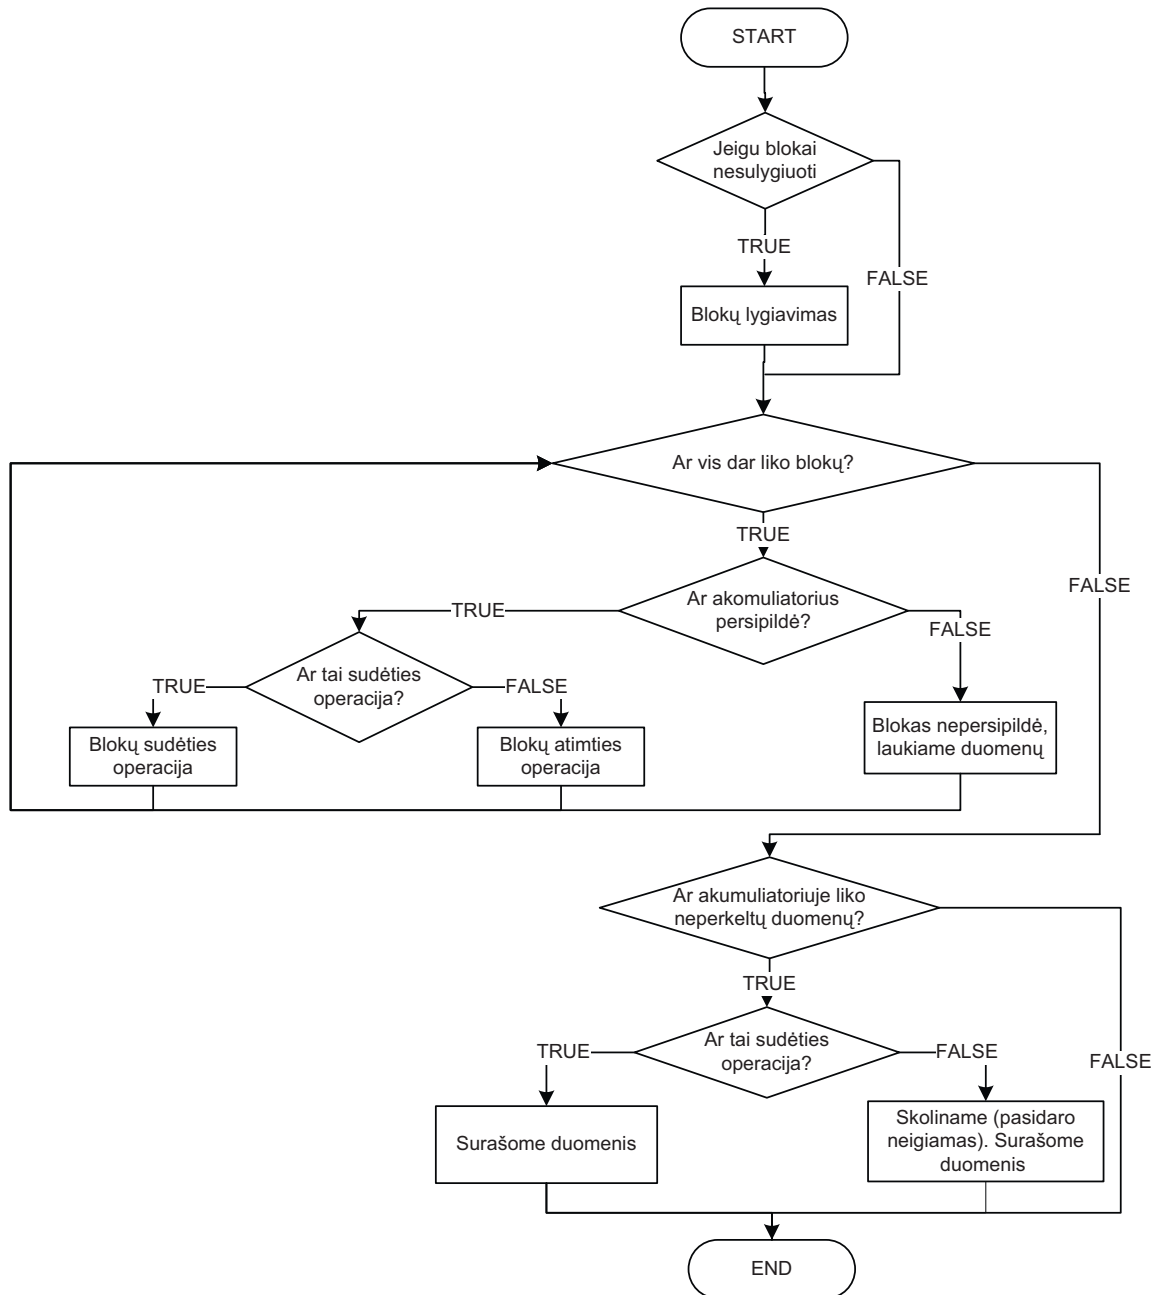 START
Jeigu blokai
nesulygiuoti
TRUE
FALSE
Blokų lygiavimas
Ar vis dar liko blokų?
TRUE
FALSE
Ar akomuliatorius
persipildė?
TRUE
FALSE
Ar tai sudėties
operacija?
TRUE
FALSE
Blokų sudėties
operacija
Blokų atimties
operacija
Blokas nepersipildė,
laukiame duomenų
Ar akumuliatoriuje liko
neperkeltų duomenų?
TRUE
FALSE
Ar tai sudėties
operacija?
TRUE
FALSE
Surašome duomenis
Skoliname (pasidaro
neigiamas). Surašome
duomenis
END